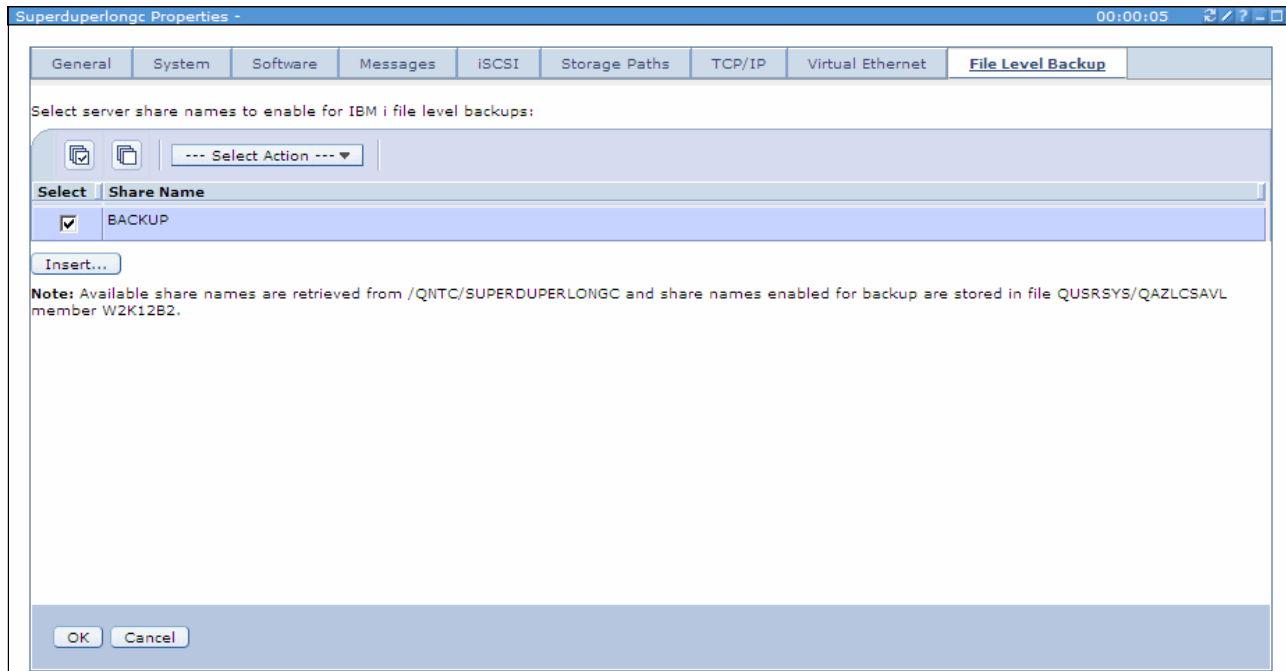 Superduperlongc Properties - 00:00:05 ? –
General System Software Messages iSCSI Storage Paths TCP/IP Virtual Ethernet File Level Backup
Select server share names to enable for IBM i file level backups:
--- Select Action ---
Select Share Name
BACKUP
Insert...
Note: Available share names are retrieved from /QNTC/SUPERDUPERLONGC and share names enabled for backup are stored in file QUSRSYS/QAZLCSAVL
member W2K12B2.
OK Cancel